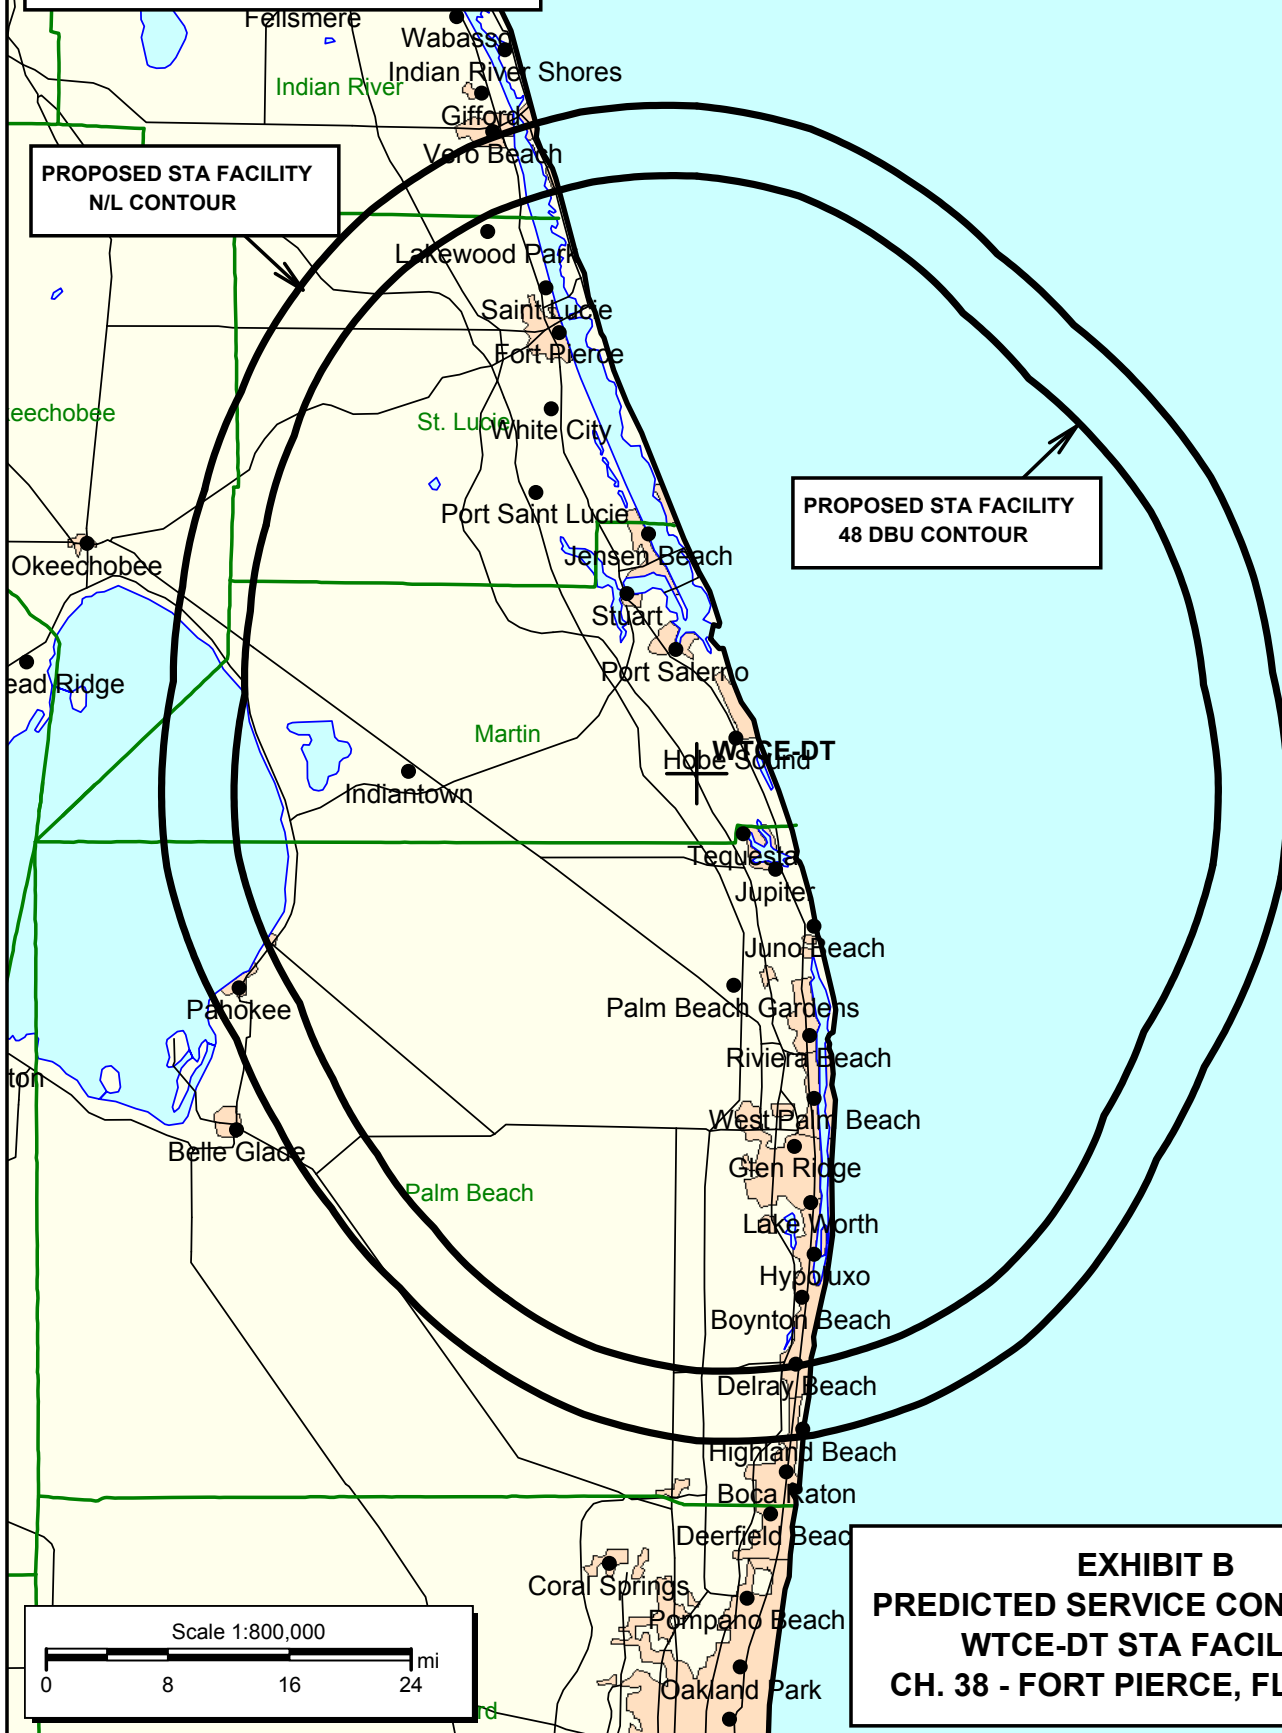 Fellsmere
Wabasso
Indian River Shores
Indian River
Gifford
Vero Beach
PROPOSED STA FACILITY
N/L CONTOUR
Lakewood Park
Saint Lucie
Fort Pierce
eechobee
St. Lucie
White City
PROPOSED STA FACILITY
48 DBU CONTOUR
Port Saint Lucie
Okeechobee
Jensen Beach
Stuart
ead Ridge
Port Salerno
Martin
WTCE-DT
Hobe Sound
Indiantown
Tequesta
Jupiter
Juno Beach
Pahokee
Palm Beach Gardens
Riviera Beach
ton
West Palm Beach
Belle Glade
Glen Ridge
Palm Beach
Lake Worth
Hypoluxo
Boynton Beach
Delray Beach
Highland Beach
Boca Raton
Deerfield Beac
Coral Springs
Pompano Beach
Oakland Park
rd
Scale 1:800,000
mi
0 8 16 24
EXHIBIT B
PREDICTED SERVICE CON
WTCE-DT STA FACIL
CH. 38 - FORT PIERCE, FL